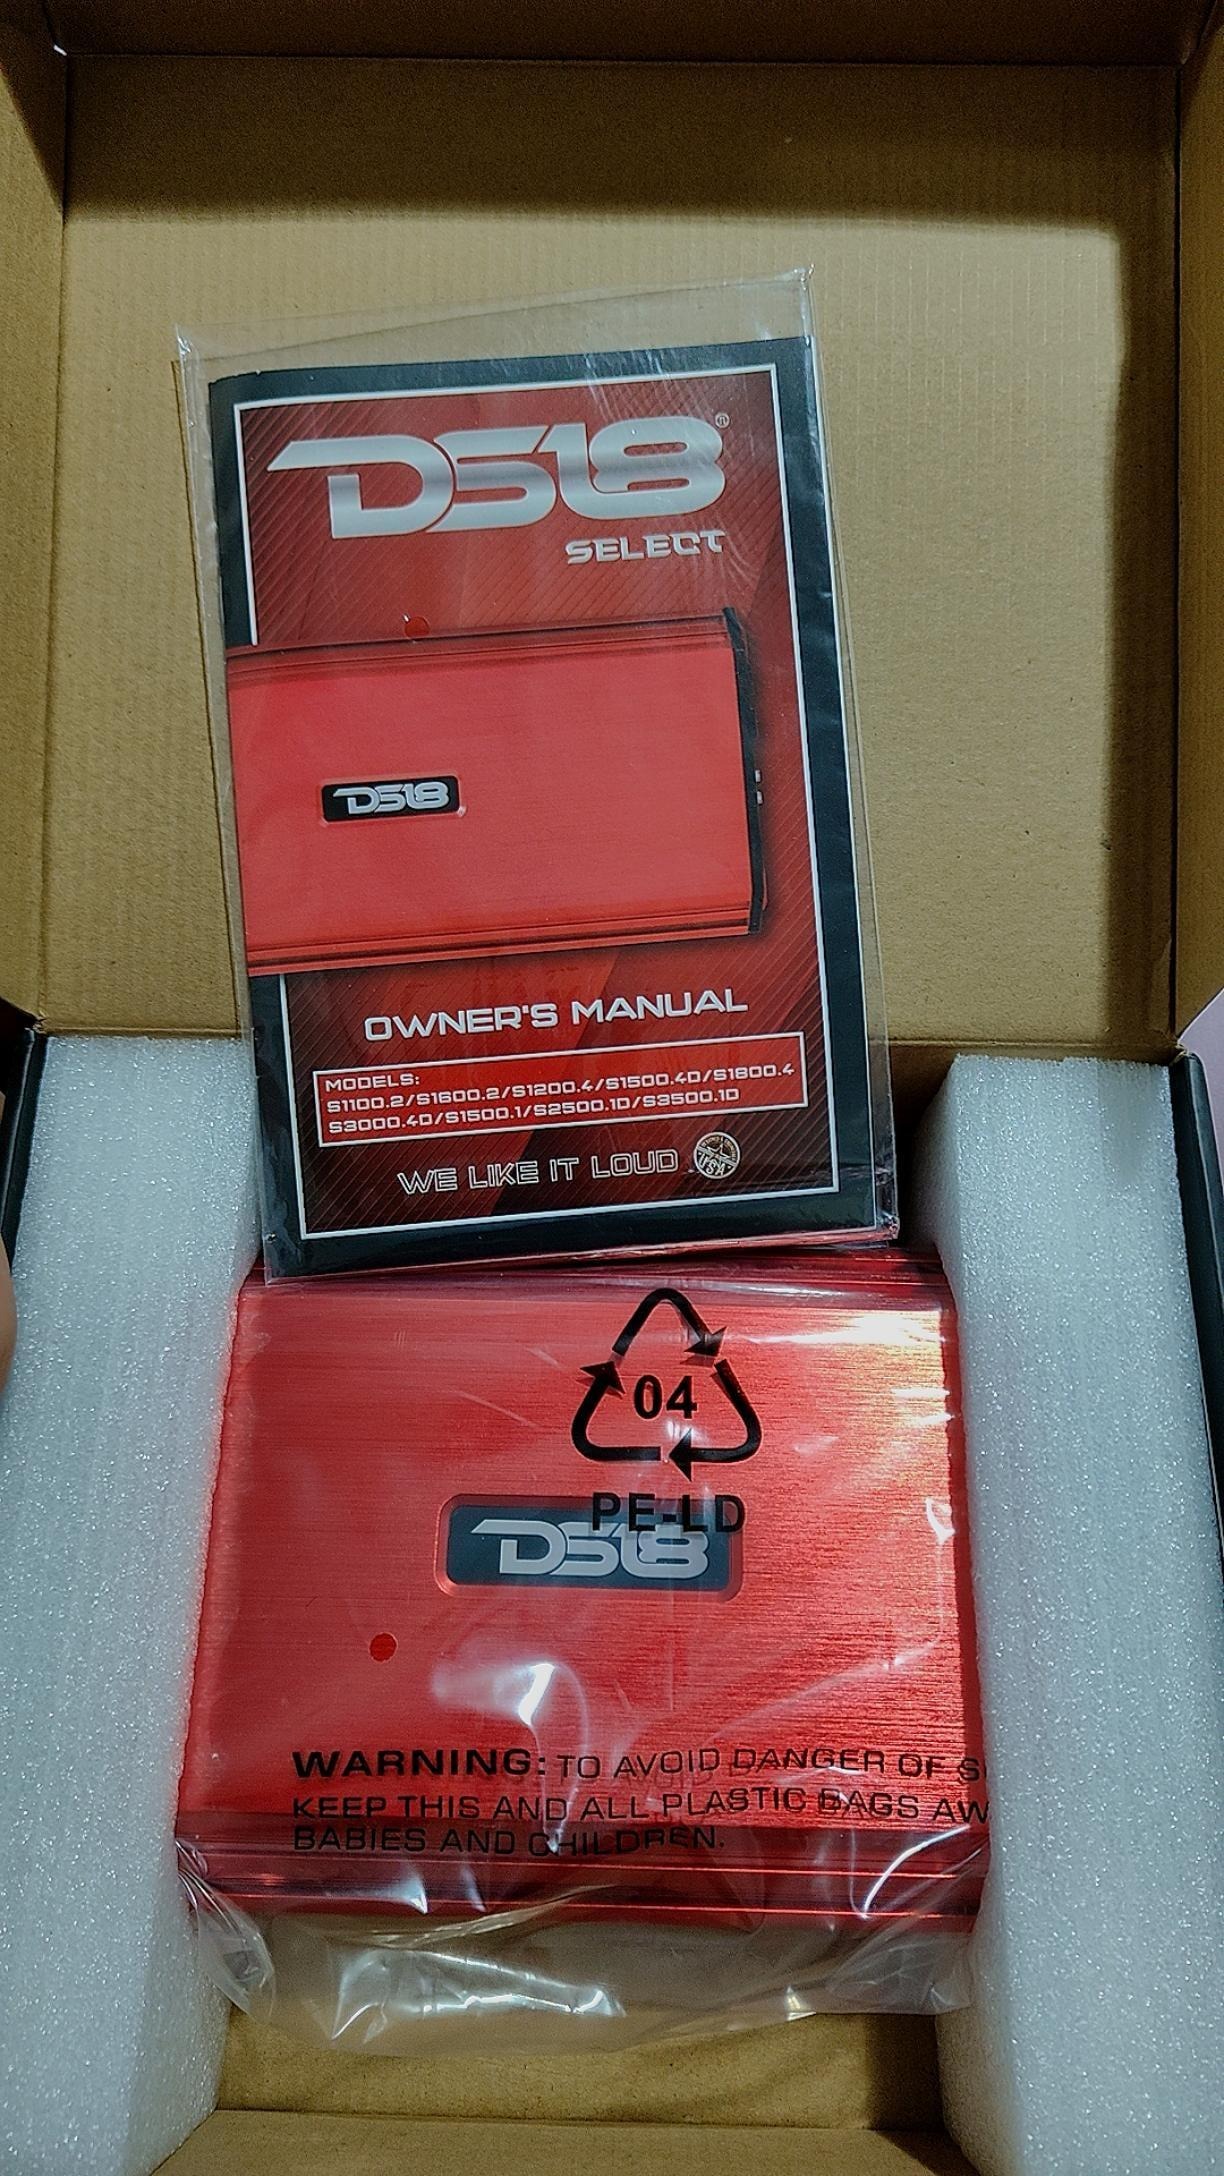 DS18®
SELECT
DS18
OWNER'S MANUAL
MODELS:
S1100.2/S1600.2/S1200.4/S1500.4D/S1800.4
S3000.4D/S1500.1/S2500.1D/S3500.1D
WE LIKE IT LOUD
USA
04
PE-LD
DS18
WARNING: TO AVOID DANGER OF S
KEEP THIS AND ALL PLASTIC BAGS AW
BABIES AND CHILDREN.